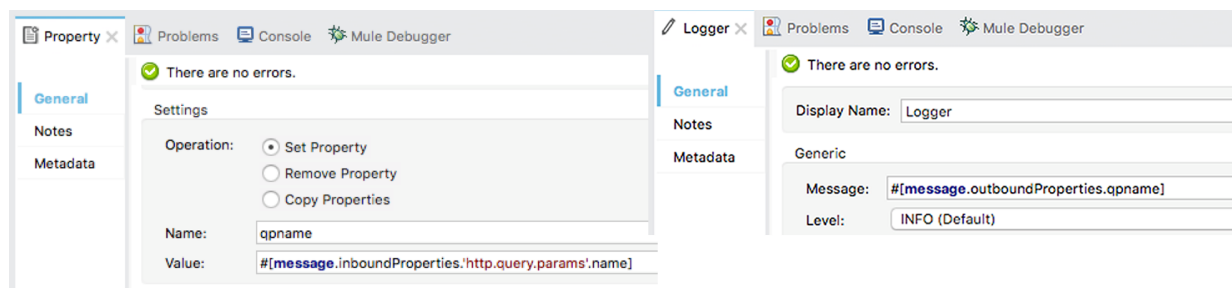 Property Problems Console Mule Debugger
There are no errors.
General
Notes
Metadata
Settings
Operation: Set Property
Remove Property
Copy Properties
Name: qpname
Value: #[message.inboundProperties.'http.query.params'.name]
Logger Problems Console Mule Debugger
There are no errors.
General
Notes
Metadata
Display Name: Logger
Generic
Message: #[message.outboundProperties.qpname]
Level: INFO (Default)